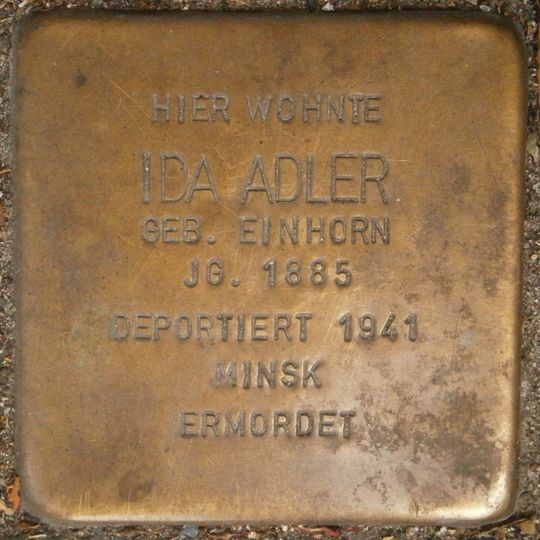 HIER WOHNTE
IDA ADLER
GEB. EINHORN
JG. 1885
DEPORTIERT 1941
MINSK
ERMORDET